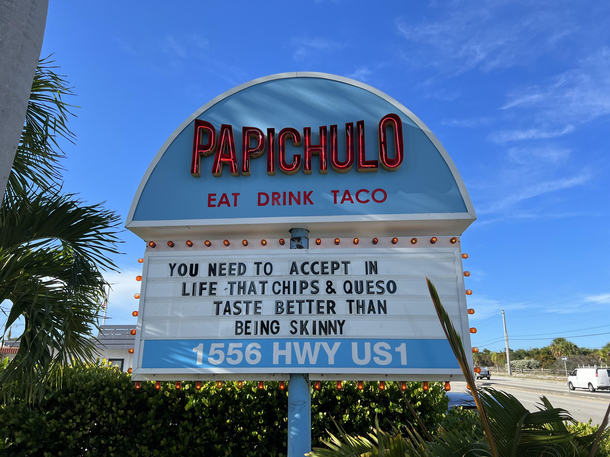 PAPICHULO
EAT DRINK TACO
YOU NEED TO ACCEPT IN
LIFE THAT CHIPS & QUESO
TASTE BETTER THAN
BEING SKINNY
1556 HWY US1